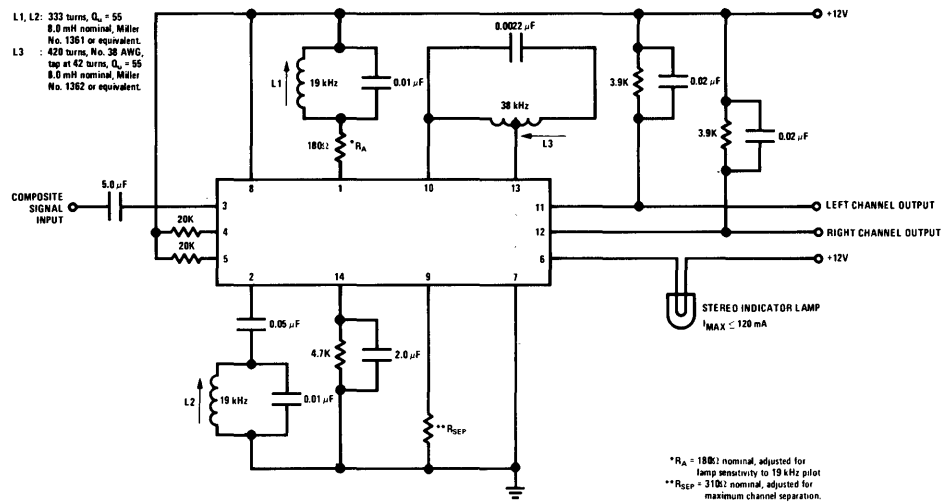 L1, L2: 333 turns, Qᵤ = 55
8.0 mH nominal, Miller
No. 1361 or equivalent.
L3 : 420 turns, No. 38 AWG,
tap at 42 turns, Qᵤ = 55
8.0 mH nominal, Miller
No. 1362 or equivalent.
+12V
0.0022 µF
L1
19 kHz
0.01 µF
38 kHz
L3
3.9K
0.02 µF
3.9K
0.02 µF
180Ω
*RA
COMPOSITE
SIGNAL
INPUT
5.0 µF
8
1
10
13
3
11
LEFT CHANNEL OUTPUT
20K
4
12
RIGHT CHANNEL OUTPUT
20K
5
6
+12V
2
14
9
7
STEREO INDICATOR LAMP
IMAX ≤ 120 mA
0.05 µF
4.7K
2.0 µF
L2
19 kHz
0.01 µF
**RSEP
*RA = 180Ω nominal, adjusted for
lamp sensitivity to 19 kHz pilot
**RSEP = 310Ω nominal, adjusted for
maximum channel separation.